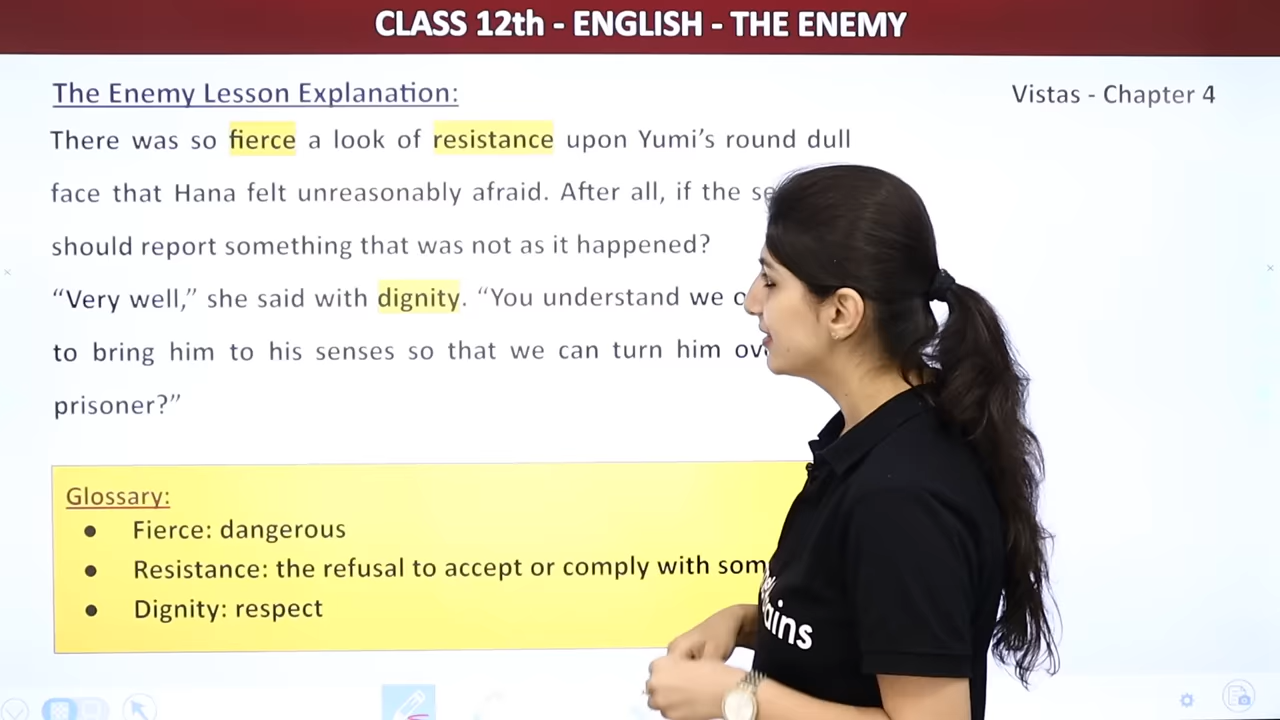 CLASS 12th - ENGLISH - THE ENEMY
The Enemy Lesson Explanation:
Vistas - Chapter 4
There was so fierce a look of resistance upon Yumi’s round dull
face that Hana felt unreasonably afraid. After all, if the
should report something that was not as it happened?
“Very well,” she said with dignity. “You understand we
to bring him to his senses so that we can turn him
prisoner?”
Glossary:
● Fierce: dangerous
● Resistance: the refusal to accept or comply with
● Dignity: respect